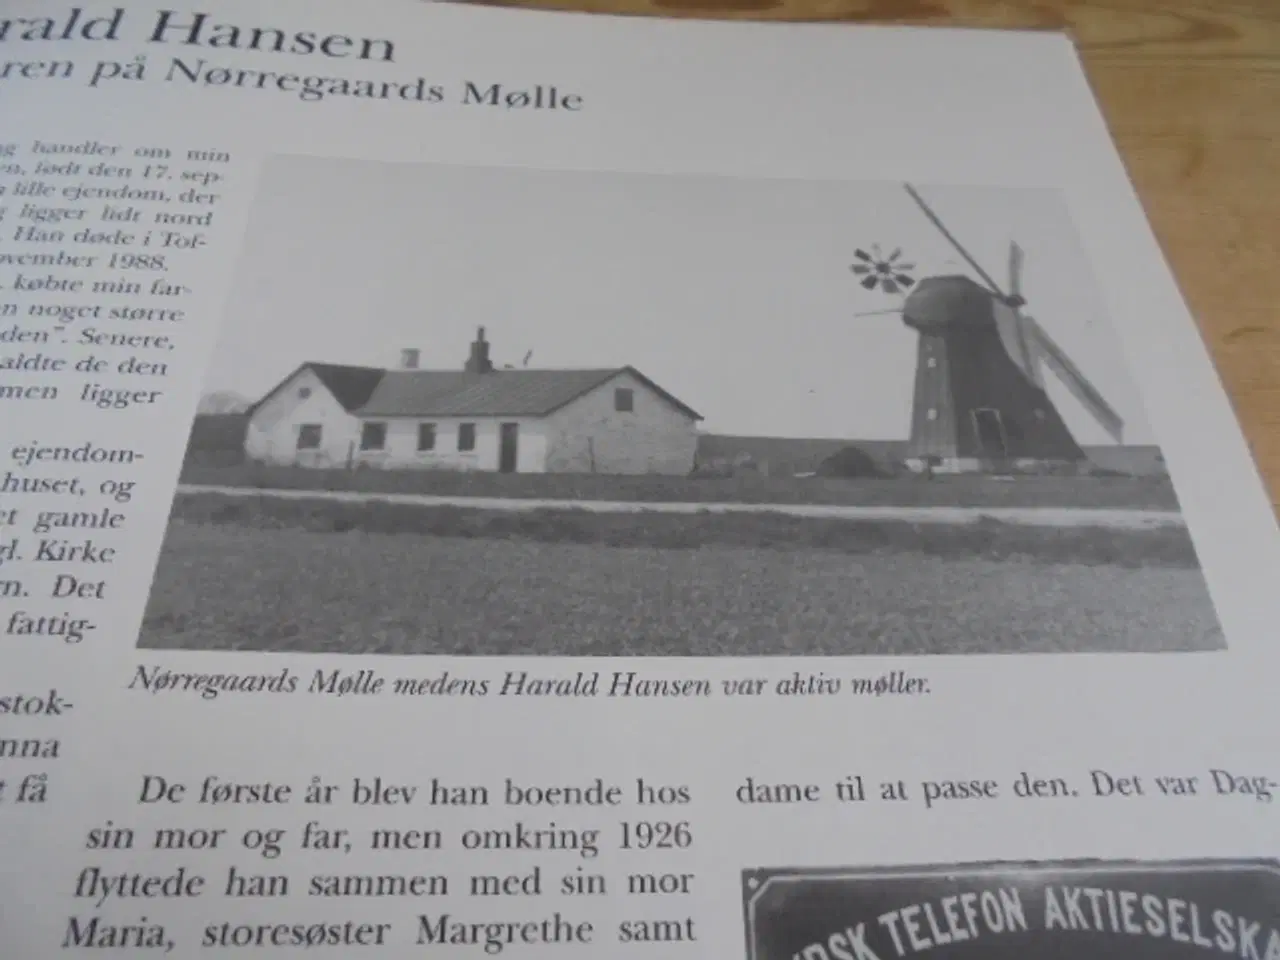 rald Hansen
ren på Nørregaards Mølle
handler om min
født den 17. sep-
lille ejendom, der
ligger lidt nord
. Han døde i Tof-
ovember 1988.
. købte min far-
n noget større
den". Senere,
aldte de den
men ligger
ejendom-
huset, og
et gamle
gl. Kirke
rn. Det
fattig-
stok-
nna
t få
Nørregaards Mølle medens Harald Hansen var aktiv møller.
De første år blev han boende hos
sin mor og far, men omkring 1926
flyttede han sammen med sin mor
Maria, storesøster Margrethe samt
dame til at passe den. Det var Dag-
YDSK TELEFON AKTIESELSKA